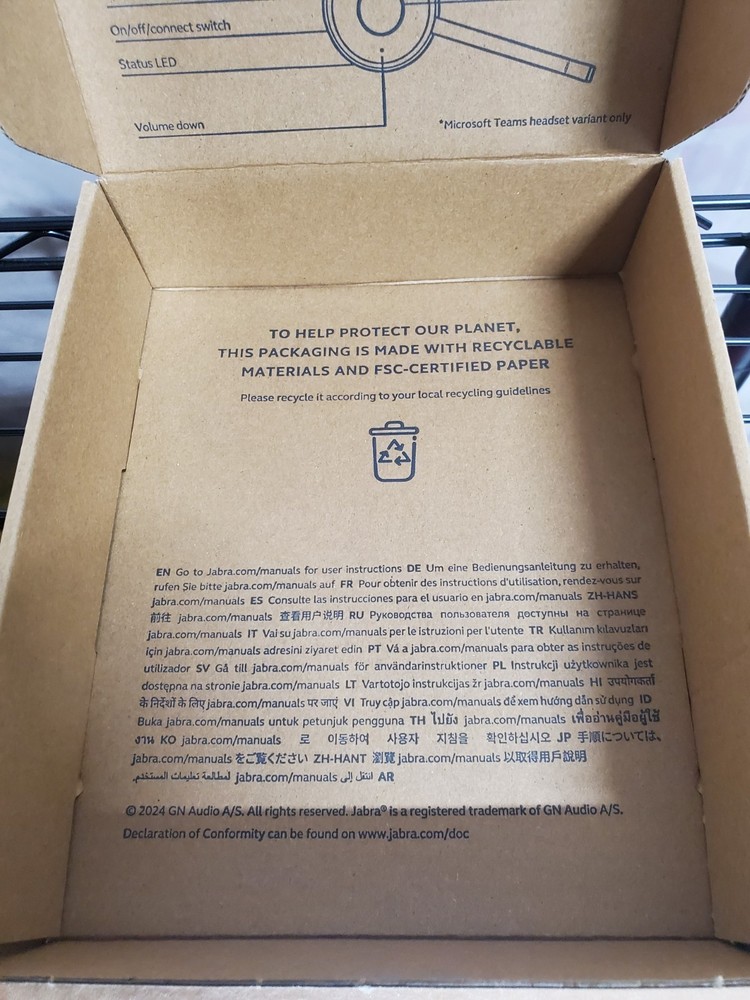 On/off/connect switch
Status LED
Volume down
*Microsoft Teams headset variant only
TO HELP PROTECT OUR PLANET,
THIS PACKAGING IS MADE WITH RECYCLABLE
MATERIALS AND FSC-CERTIFIED PAPER
Please recycle it according to your local recycling guidelines
EN Go to Jabra.com/manuals for user instructions DE Um eine Bedienungsanleitung zu erhalten,
rufen Sie bitte jabra.com/manuals auf FR Pour obtenir des instructions d'utilisation, rendez-vous sur
jabra.com/manuals ES Consulte las instrucciones para el usuario en jabra.com/manuals ZH-HANS
前往 jabra.com/manuals 查看用户说明 RU Руководства пользователя доступны на странице
jabra.com/manuals IT Vai su jabra.com/manuals per le istruzioni per l'utente TR Kullanım kılavuzları
için jabra.com/manuals adresini ziyaret edin PT Vá a jabra.com/manuals para obter as instruções de
utilizador SV Gå till jabra.com/manuals för användarinstruktioner PL Instrukcji użytkownika jest
dostępna na stronie jabra.com/manuals LT Vartotojo instrukcijas žr jabra.com/manuals HI उपयोगकर्ता
के निर्देशों के लिए jabra.com/manuals पर जाएं VI Truy cập jabra.com/manuals để xem hướng dẫn sử dụng ID
Buka jabra.com/manuals untuk petunjuk pengguna TH ไปยัง jabra.com/manuals เพื่ออ่านคู่มือผู้ใช้
งาน KO jabra.com/manuals 로 이동하여 사용자 지침을 확인하십시오 JP 手順については、
jabra.com/manuals をご覧ください ZH-HANT 瀏覽 jabra.com/manuals 以取得用戶說明
AR انتقل إلى jabra.com/manuals لمطالعة تعليمات المستخدم.
© 2024 GN Audio A/S. All rights reserved. Jabra® is a registered trademark of GN Audio A/S.
Declaration of Conformity can be found on www.jabra.com/doc